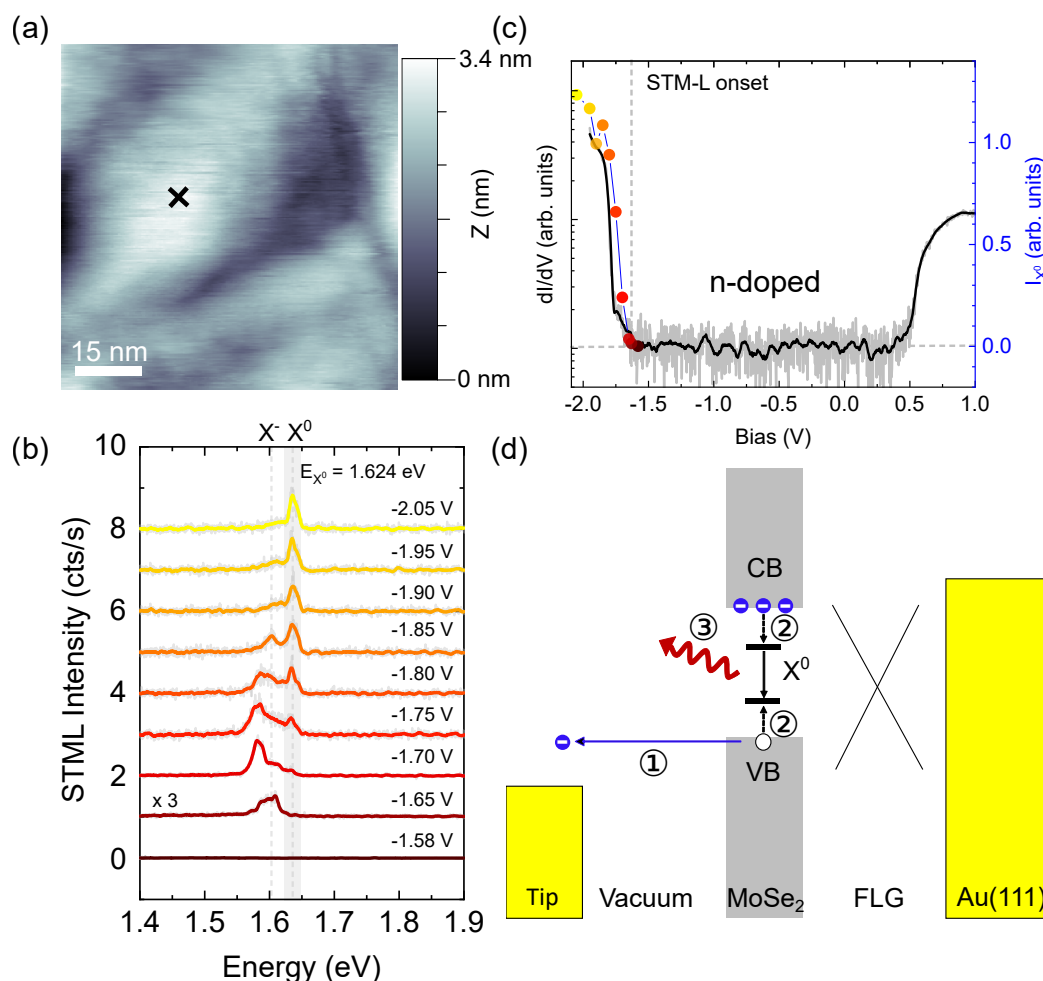 (a)
3.4 nm
Z (nm)
0 nm
15 nm
(c)
STM-L onset
n-doped
dI/dV (arb. units)
I_X⁰ (arb. units)
1.0
0.5
0.0
-2.0 -1.5 -1.0 -0.5 0.0 0.5 1.0
Bias (V)
(b)
X⁻ X⁰
E_X⁰ = 1.624 eV
-2.05 V
-1.95 V
-1.90 V
-1.85 V
-1.80 V
-1.75 V
-1.70 V
x 3 -1.65 V
-1.58 V
10
8
6
4
2
0
STML Intensity (cts/s)
1.4 1.5 1.6 1.7 1.8 1.9
Energy (eV)
(d)
CB
③ ②
X⁰
②
① VB
Tip Vacuum MoSe₂ FLG Au(111)